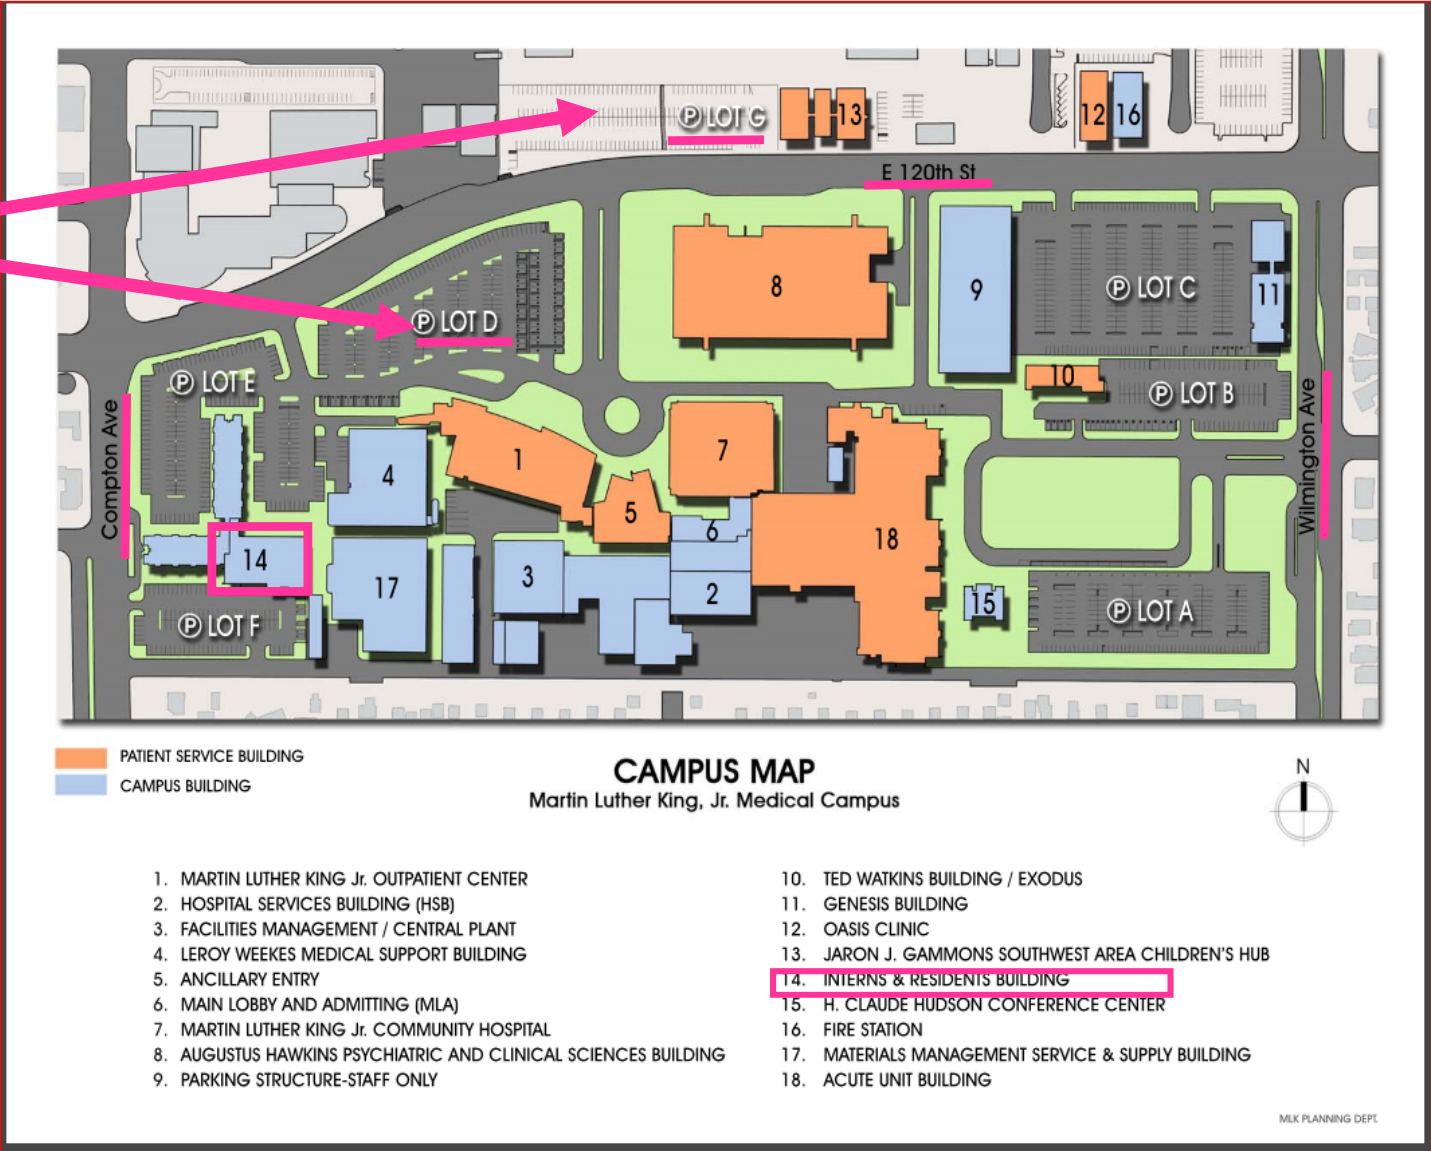 P LOT G
13
12
16
E 120th St
8
9
P LOT C
11
P LOT D
10
P LOT B
P LOT E
Compton Ave
Wilmington Ave
4
1
7
5
6
18
14
17
3
2
15
P LOT A
P LOT F
PATIENT SERVICE BUILDING
CAMPUS BUILDING
CAMPUS MAP
Martin Luther King, Jr. Medical Campus
N
1. MARTIN LUTHER KING Jr. OUTPATIENT CENTER
2. HOSPITAL SERVICES BUILDING (HSB)
3. FACILITIES MANAGEMENT / CENTRAL PLANT
4. LEROY WEEKES MEDICAL SUPPORT BUILDING
5. ANCILLARY ENTRY
6. MAIN LOBBY AND ADMITTING (MLA)
7. MARTIN LUTHER KING Jr. COMMUNITY HOSPITAL
8. AUGUSTUS HAWKINS PSYCHIATRIC AND CLINICAL SCIENCES BUILDING
9. PARKING STRUCTURE-STAFF ONLY
10. TED WATKINS BUILDING / EXODUS
11. GENESIS BUILDING
12. OASIS CLINIC
13. JARON J. GAMMONS SOUTHWEST AREA CHILDREN'S HUB
14. INTERNS & RESIDENTS BUILDING
15. H. CLAUDE HUDSON CONFERENCE CENTER
16. FIRE STATION
17. MATERIALS MANAGEMENT SERVICE & SUPPLY BUILDING
18. ACUTE UNIT BUILDING
MLK PLANNING DEPT.